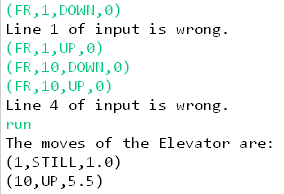 (FR,1,DOWN,0)
Line 1 of input is wrong.
(FR,1,UP,0)
(FR,10,DOWN,0)
(FR,10,UP,0)
Line 4 of input is wrong.
run
The moves of the Elevator are:
(1,STILL,1.0)
(10,UP,5.5)